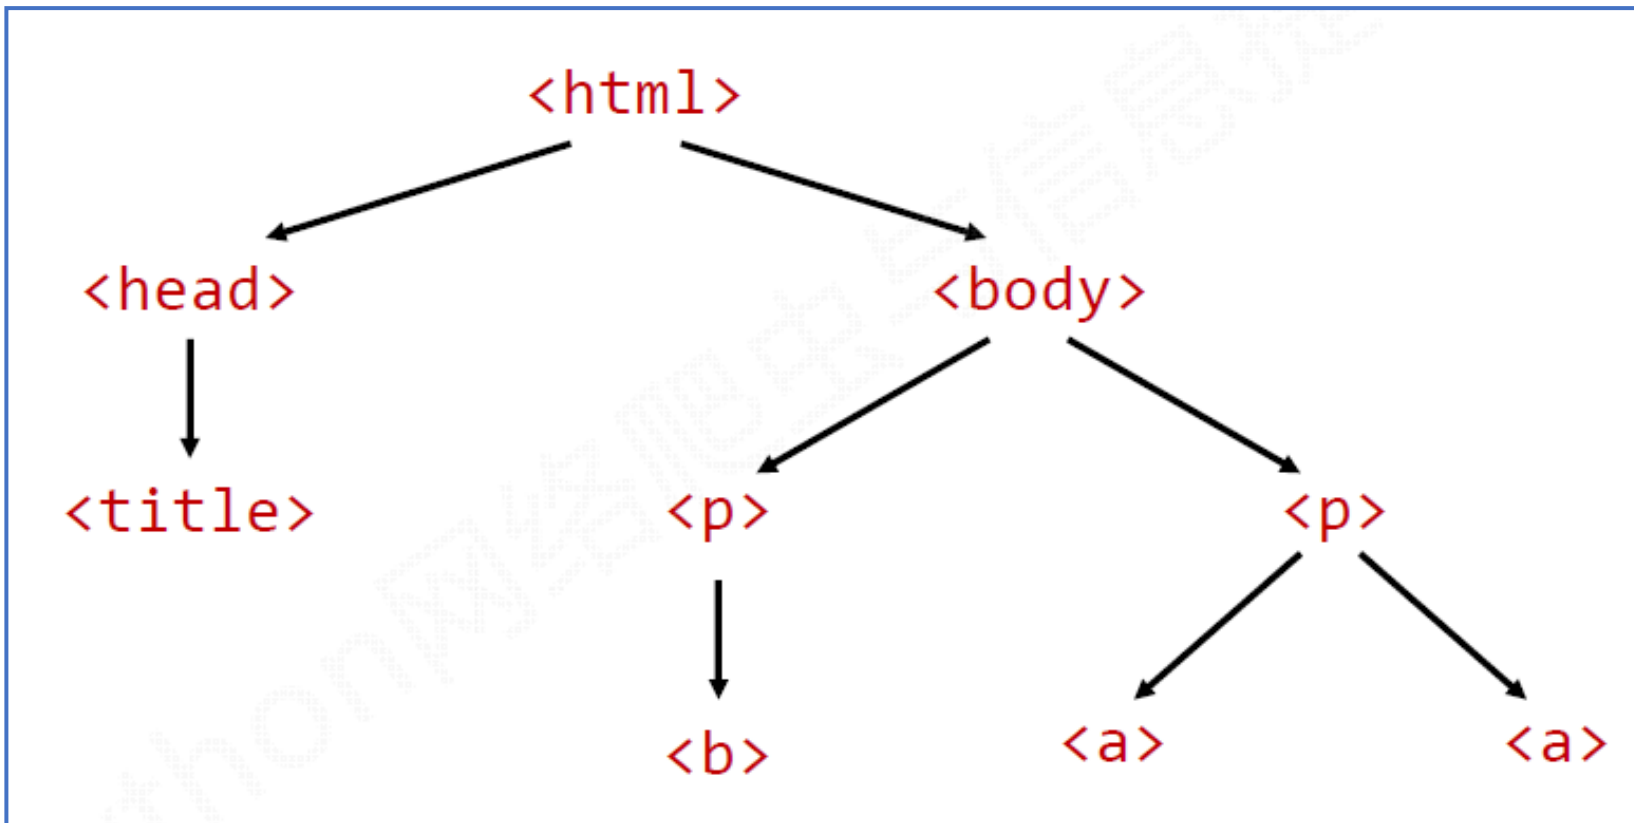 <html>
<head> <body>
<title> <p> <p>
<b> <a> <a>